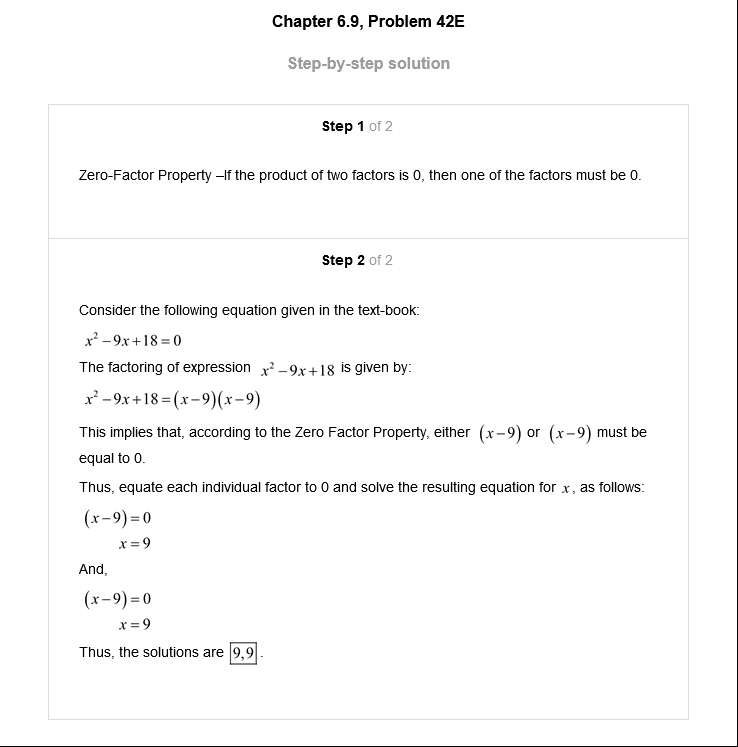 Chapter 6.9, Problem 42E
Step-by-step solution
Step 1 of 2
Zero-Factor Property –If the product of two factors is 0, then one of the factors must be 0.
Step 2 of 2
Consider the following equation given in the text-book:
x² − 9x + 18 = 0
The factoring of expression x² − 9x + 18 is given by:
x² − 9x + 18 = (x − 9)(x − 9)
This implies that, according to the Zero Factor Property, either (x − 9) or (x − 9) must be
equal to 0.
Thus, equate each individual factor to 0 and solve the resulting equation for x, as follows:
(x − 9) = 0
x = 9
And,
(x − 9) = 0
x = 9
Thus, the solutions are 9,9.